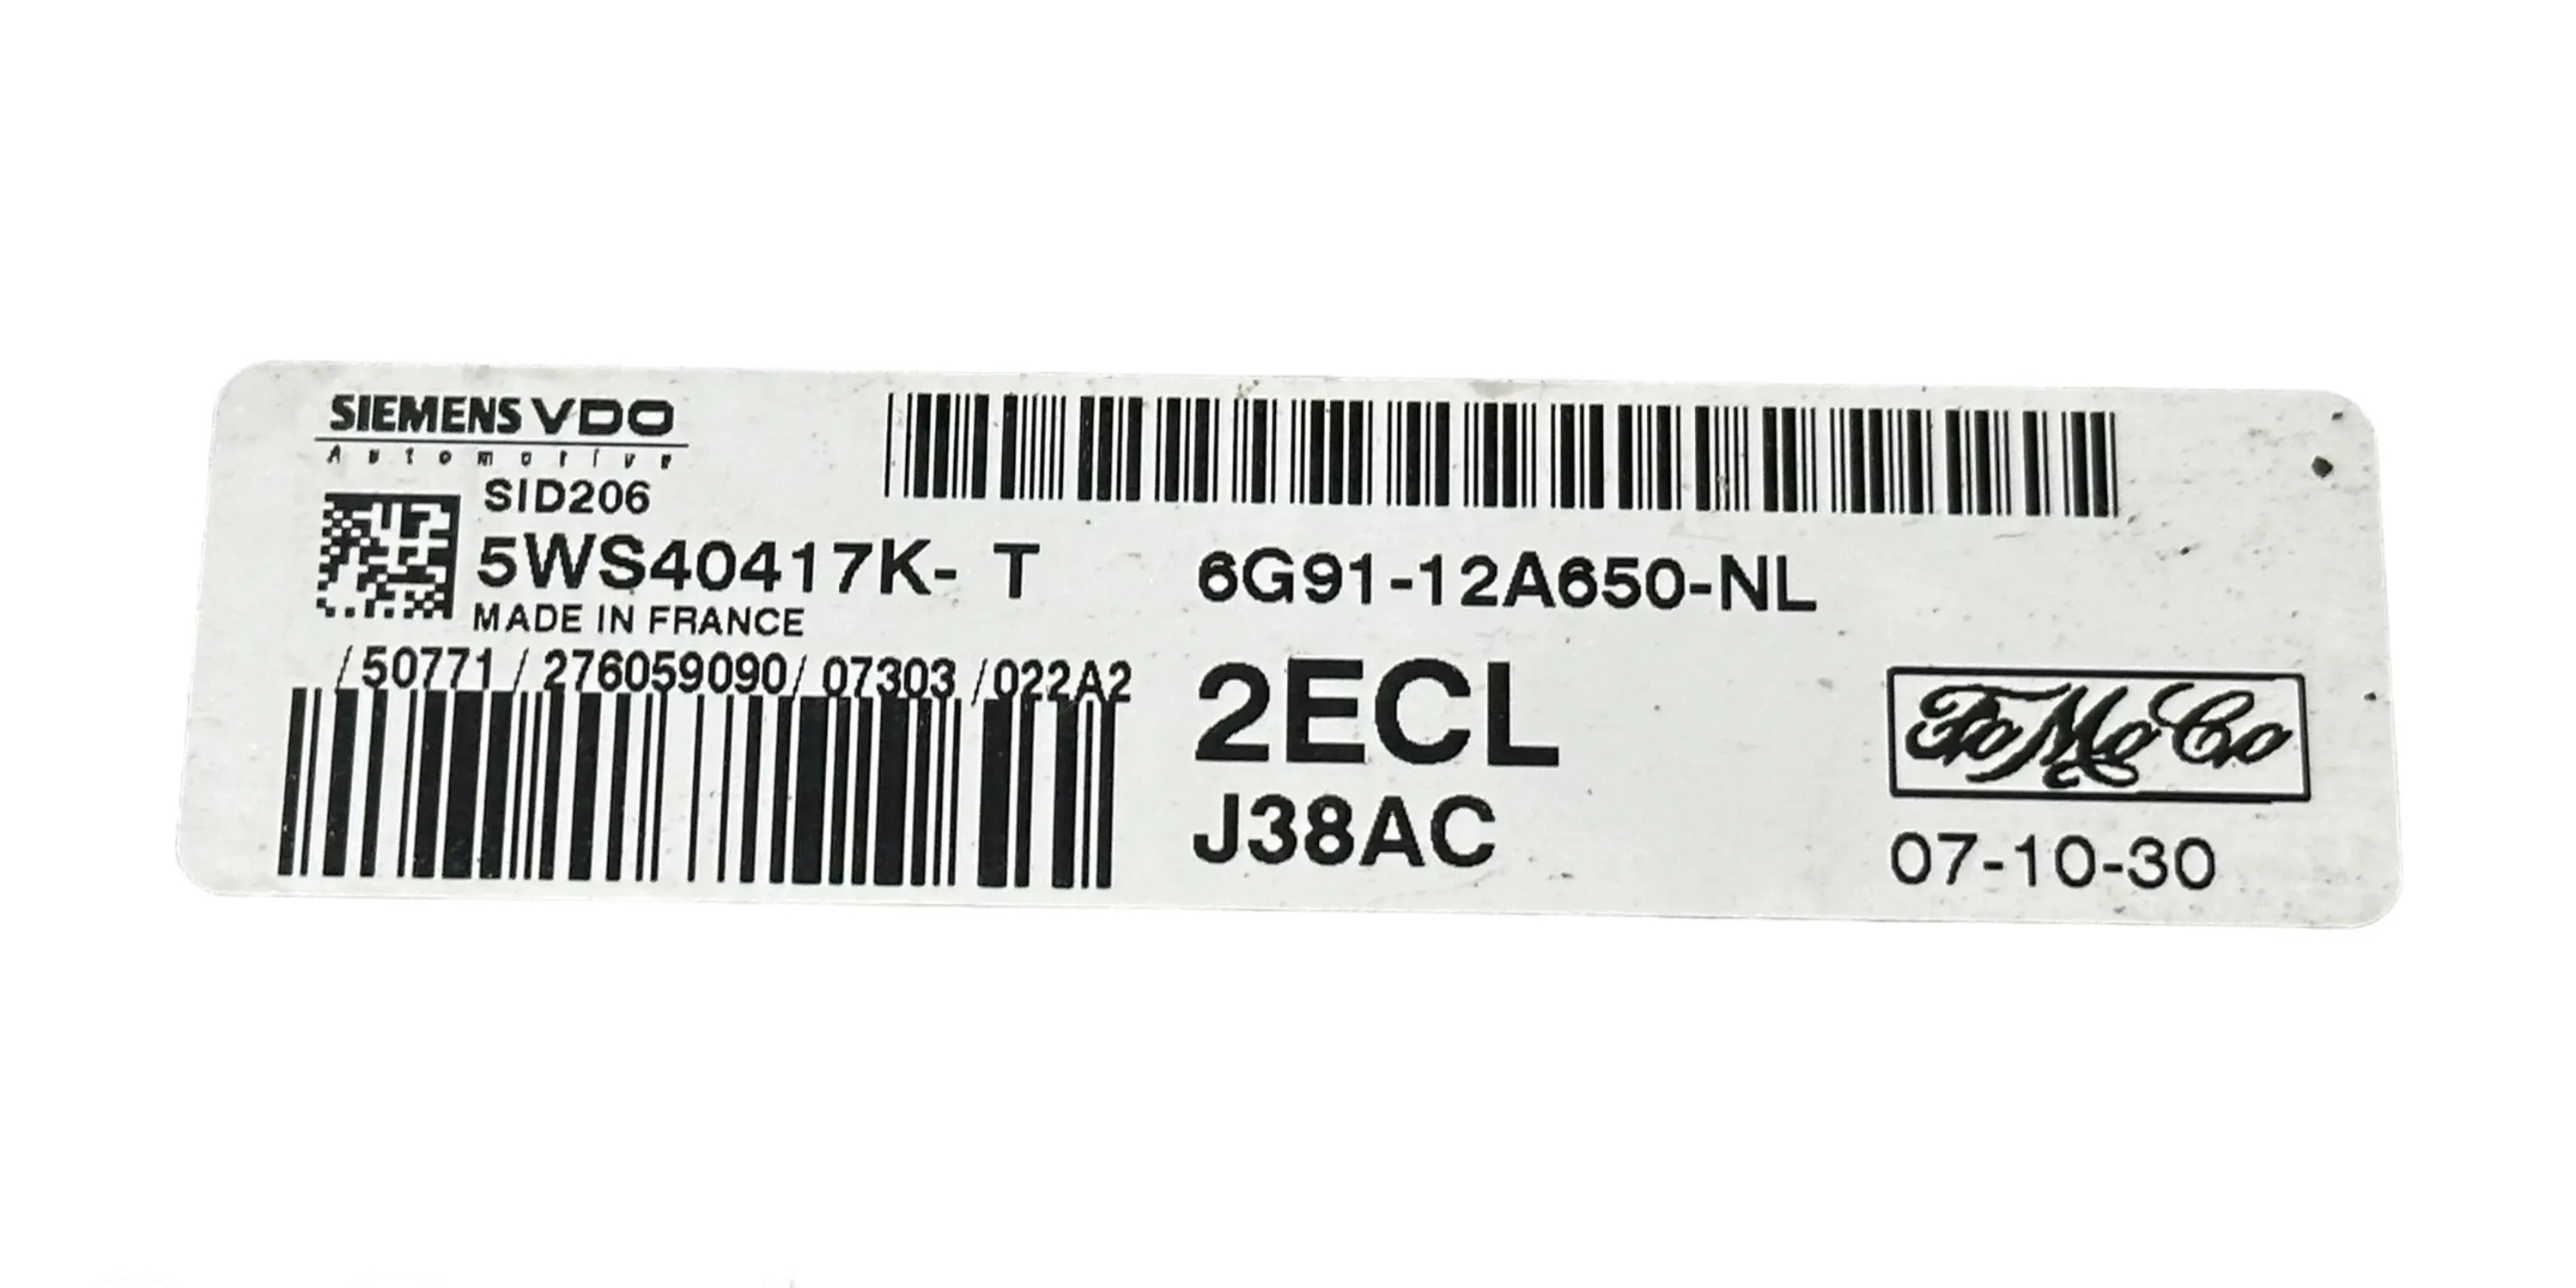 SIEMENS VDO
Automotive
SID206
5WS40417K- T
MADE IN FRANCE
/50771/276059090/07303/022A2
6G91-12A650-NL
2ECL
J38AC
FoMoCo
07-10-30